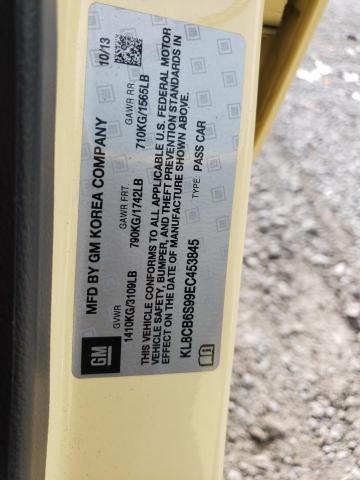 MFD BY GM KOREA COMPANY 10/13
GVWR GAWR FRT. GAWR RR.
1410KG/3109LB 790KG/1742LB 710KG/1565LB
THIS VEHICLE CONFORMS TO ALL APPLICABLE U.S. FEDERAL MOTOR
VEHICLE SAFETY, BUMPER, AND THEFT PREVENTION STANDARDS IN
EFFECT ON THE DATE OF MANUFACTURE SHOWN ABOVE.
KL8CB6S99EC453845 TYPE: PASS CAR
GM